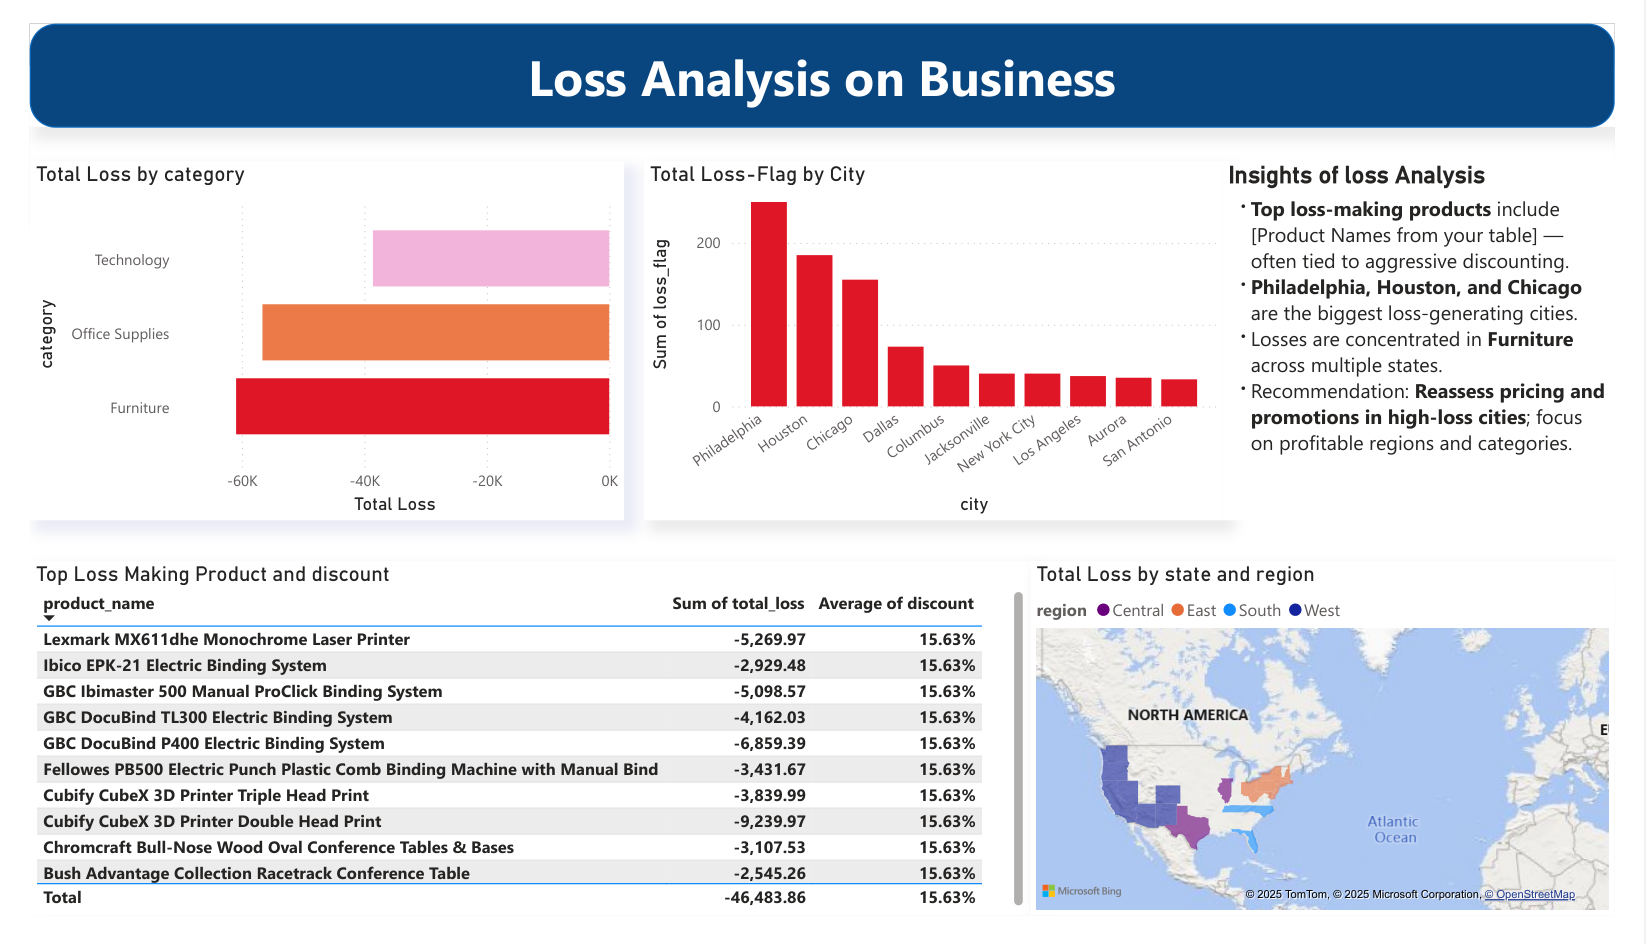 Loss Analysis on Business
Total Loss by category
category
Technology
Office Supplies
Furniture
-60K
-40K
-20K
0K
Total Loss
Total Loss-Flag by City
Sum of loss_flag
200
100
0
Philadelphia
Houston
Chicago
Dallas
Columbus
Jacksonville
New York City
Los Angeles
Aurora
San Antonio
city
Insights of loss Analysis
• Top loss-making products include
[Product Names from your table] —
often tied to aggressive discounting.
• Philadelphia, Houston, and Chicago
are the biggest loss-generating cities.
• Losses are concentrated in Furniture
across multiple states.
• Recommendation: Reassess pricing and
promotions in high-loss cities; focus
on profitable regions and categories.
Top Loss Making Product and discount
product_name Sum of total_loss Average of discount
Lexmark MX611dhe Monochrome Laser Printer -5,269.97 15.63%
Ibico EPK-21 Electric Binding System -2,929.48 15.63%
GBC Ibimaster 500 Manual ProClick Binding System -5,098.57 15.63%
GBC DocuBind TL300 Electric Binding System -4,162.03 15.63%
GBC DocuBind P400 Electric Binding System -6,859.39 15.63%
Fellowes PB500 Electric Punch Plastic Comb Binding Machine with Manual Bind -3,431.67 15.63%
Cubify CubeX 3D Printer Triple Head Print -3,839.99 15.63%
Cubify CubeX 3D Printer Double Head Print -9,239.97 15.63%
Chromcraft Bull-Nose Wood Oval Conference Tables & Bases -3,107.53 15.63%
Bush Advantage Collection Racetrack Conference Table -2,545.26 15.63%
Total -46,483.86 15.63%
Total Loss by state and region
region Central East South West
NORTH AMERICA
E
Atlantic
Ocean
Microsoft Bing
© 2025 TomTom, © 2025 Microsoft Corporation, © OpenStreetMap